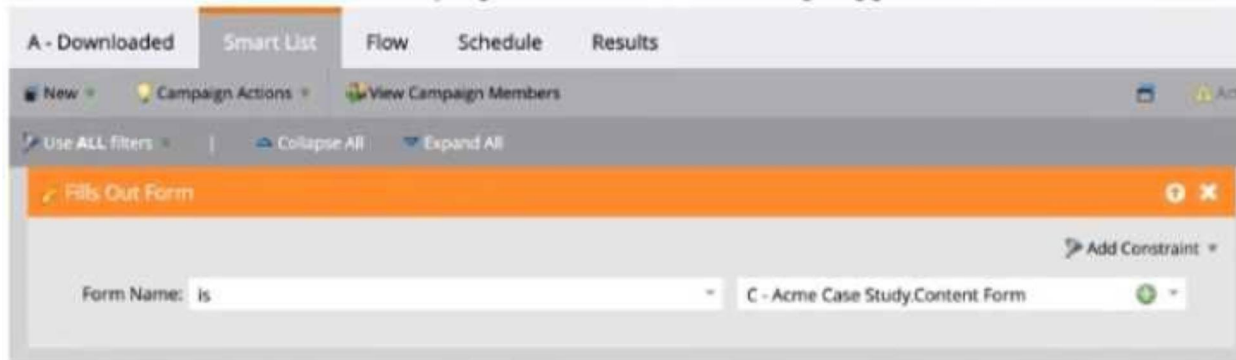 A - Downloaded Smart List Flow Schedule Results
New Campaign Actions View Campaign Members
Use ALL filters | Collapse All Expand All
Fills Out Form
Add Constraint
Form Name: is C - Acme Case Study.Content Form